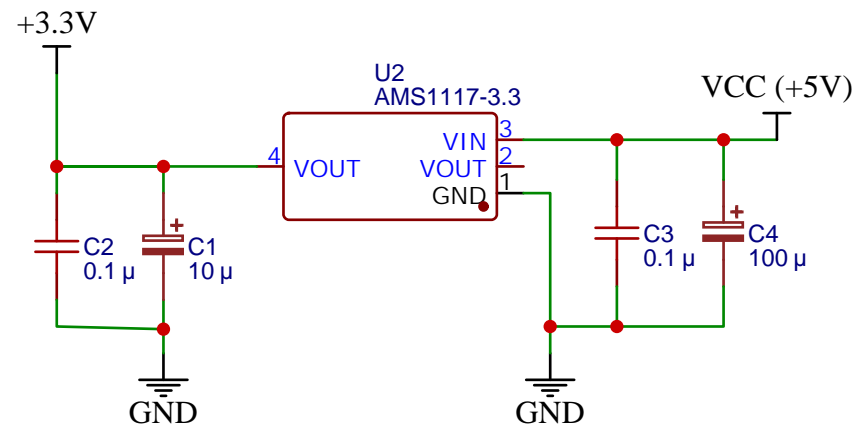 +3.3V
U2
AMS1117-3.3
VCC (+5V)
4
VOUT
VIN
3
VOUT
2
GND
1
+
C2
0.1 µ
C1
10 µ
+
C3
0.1 µ
C4
100 µ
GND
GND